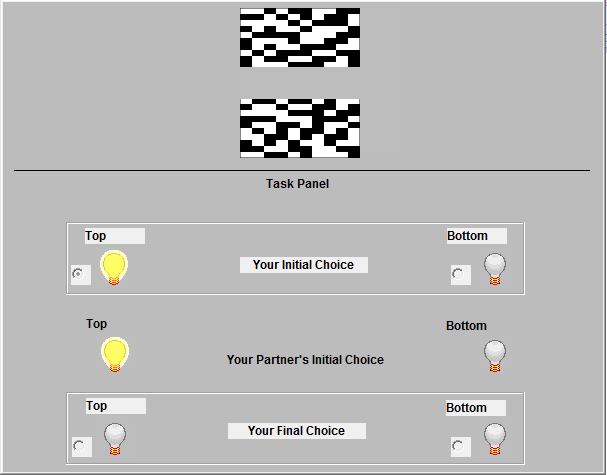 Task Panel
Top
Bottom
Your Initial Choice
Top
Bottom
Your Partner's Initial Choice
Top
Bottom
Your Final Choice